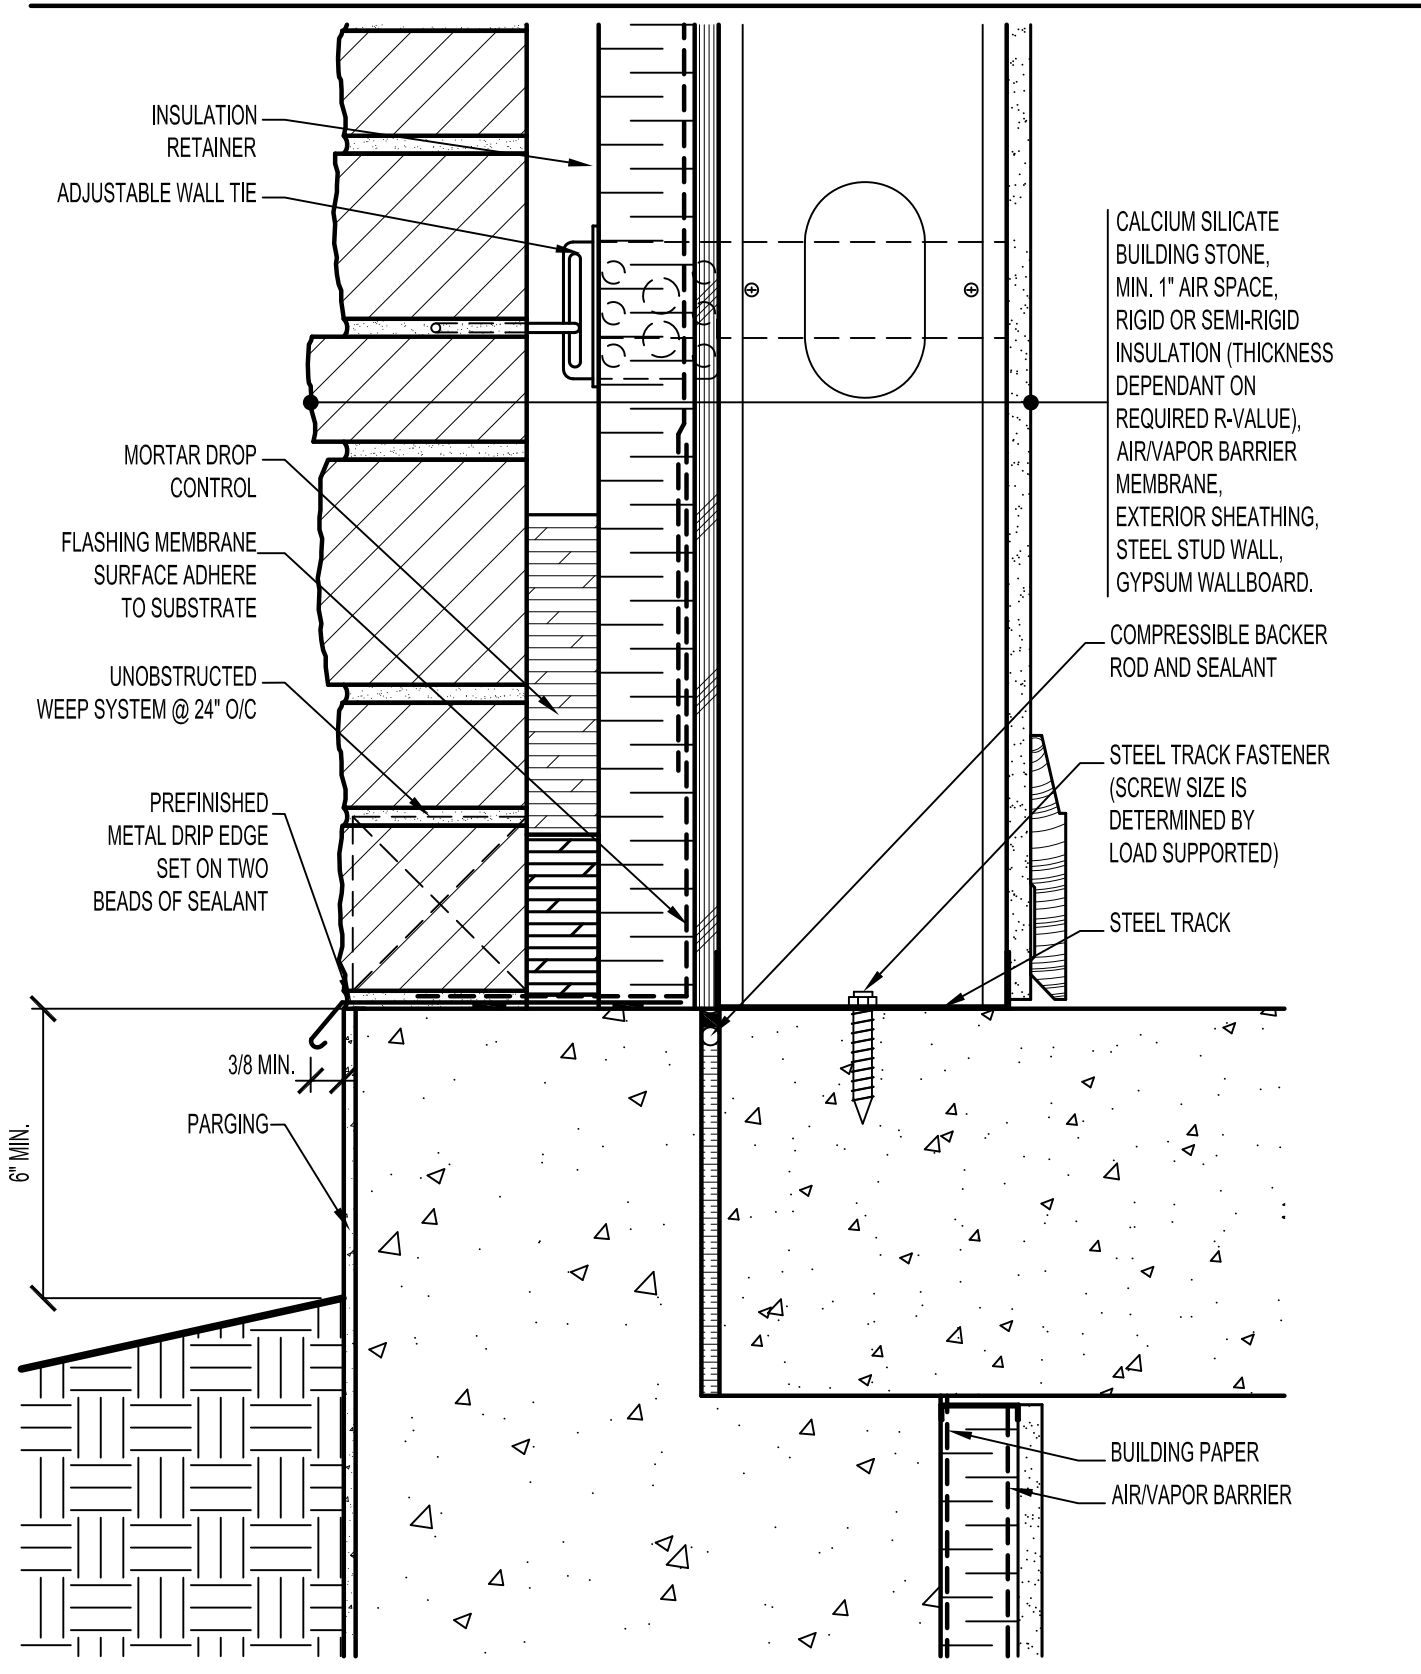 INSULATION
RETAINER
ADJUSTABLE WALL TIE
MORTAR DROP
CONTROL
FLASHING MEMBRANE
SURFACE ADHERE
TO SUBSTRATE
UNOBSTRUCTED
WEEP SYSTEM @ 24" O/C
PREFINISHED
METAL DRIP EDGE
SET ON TWO
BEADS OF SEALANT
3/8 MIN.
PARGING
6" MIN.
CALCIUM SILICATE
BUILDING STONE,
MIN. 1" AIR SPACE,
RIGID OR SEMI-RIGID
INSULATION (THICKNESS
DEPENDANT ON
REQUIRED R-VALUE),
AIR/VAPOR BARRIER
MEMBRANE,
EXTERIOR SHEATHING,
STEEL STUD WALL,
GYPSUM WALLBOARD.
COMPRESSIBLE BACKER
ROD AND SEALANT
STEEL TRACK FASTENER
(SCREW SIZE IS
DETERMINED BY
LOAD SUPPORTED)
STEEL TRACK
BUILDING PAPER
AIR/VAPOR BARRIER